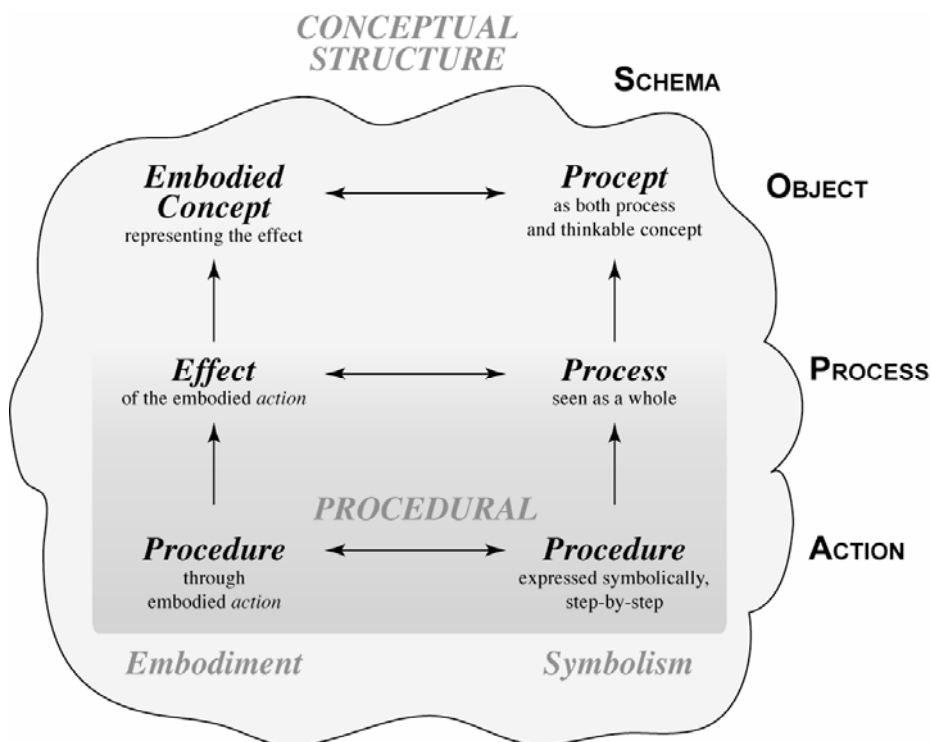 CONCEPTUAL
STRUCTURE
SCHEMA
Embodied
Concept
representing the effect
Procept
as both process
and thinkable concept
OBJECT
Effect
of the embodied action
Process
seen as a whole
PROCESS
PROCEDURAL
Procedure
through
embodied action
Procedure
expressed symbolically,
step-by-step
ACTION
Embodiment
Symbolism